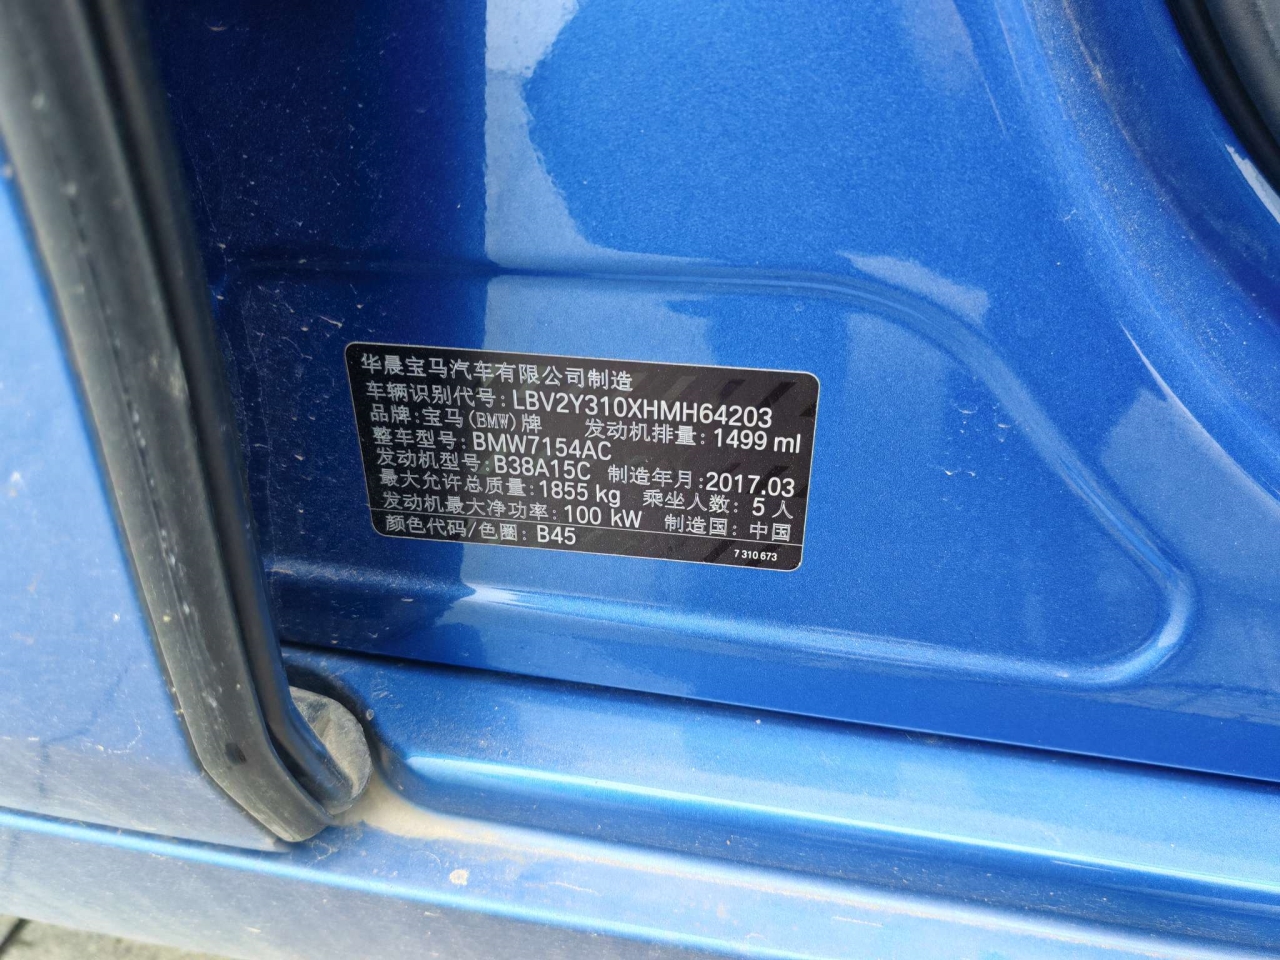 华晨宝马汽车有限公司制造
车辆识别代号: LBV2Y310XHMH64203
品牌: 宝马(BMW)牌 发动机排量: 1499 ml
整车型号: BMW7154AC
发动机型号: B38A15C 制造年月: 2017.03
最大允许总质量: 1855 kg 乘坐人数: 5 人
发动机最大净功率: 100 kW 制造国: 中国
颜色代码/色圈: B45
7 310 673